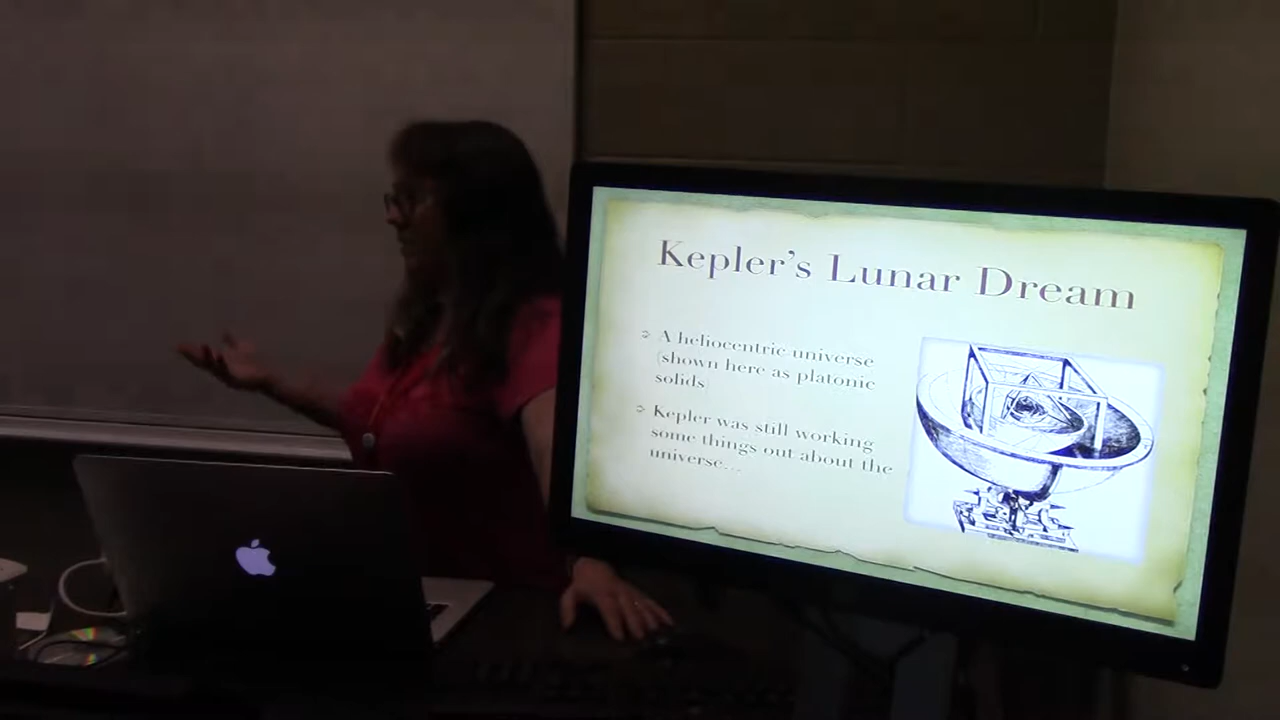 Kepler's Lunar Dream
A heliocentric universe
(shown here as platonic
solids
Kepler was still working
some things out about the
universe...